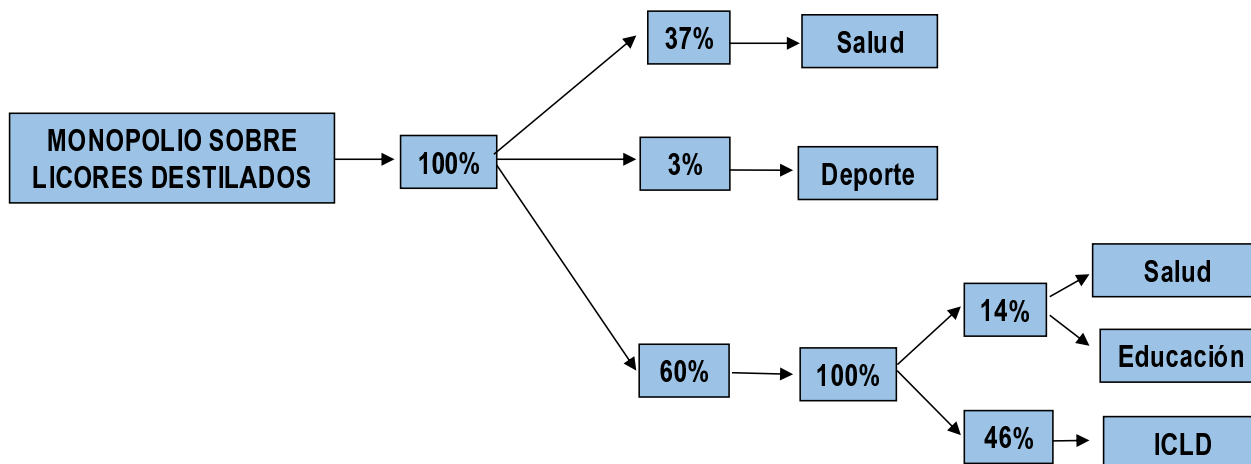 37%
Salud
MONOPOLIO SOBRE
LICORES DESTILADOS
100%
3%
Deporte
Salud
14%
Educación
60%
100%
46%
ICLD